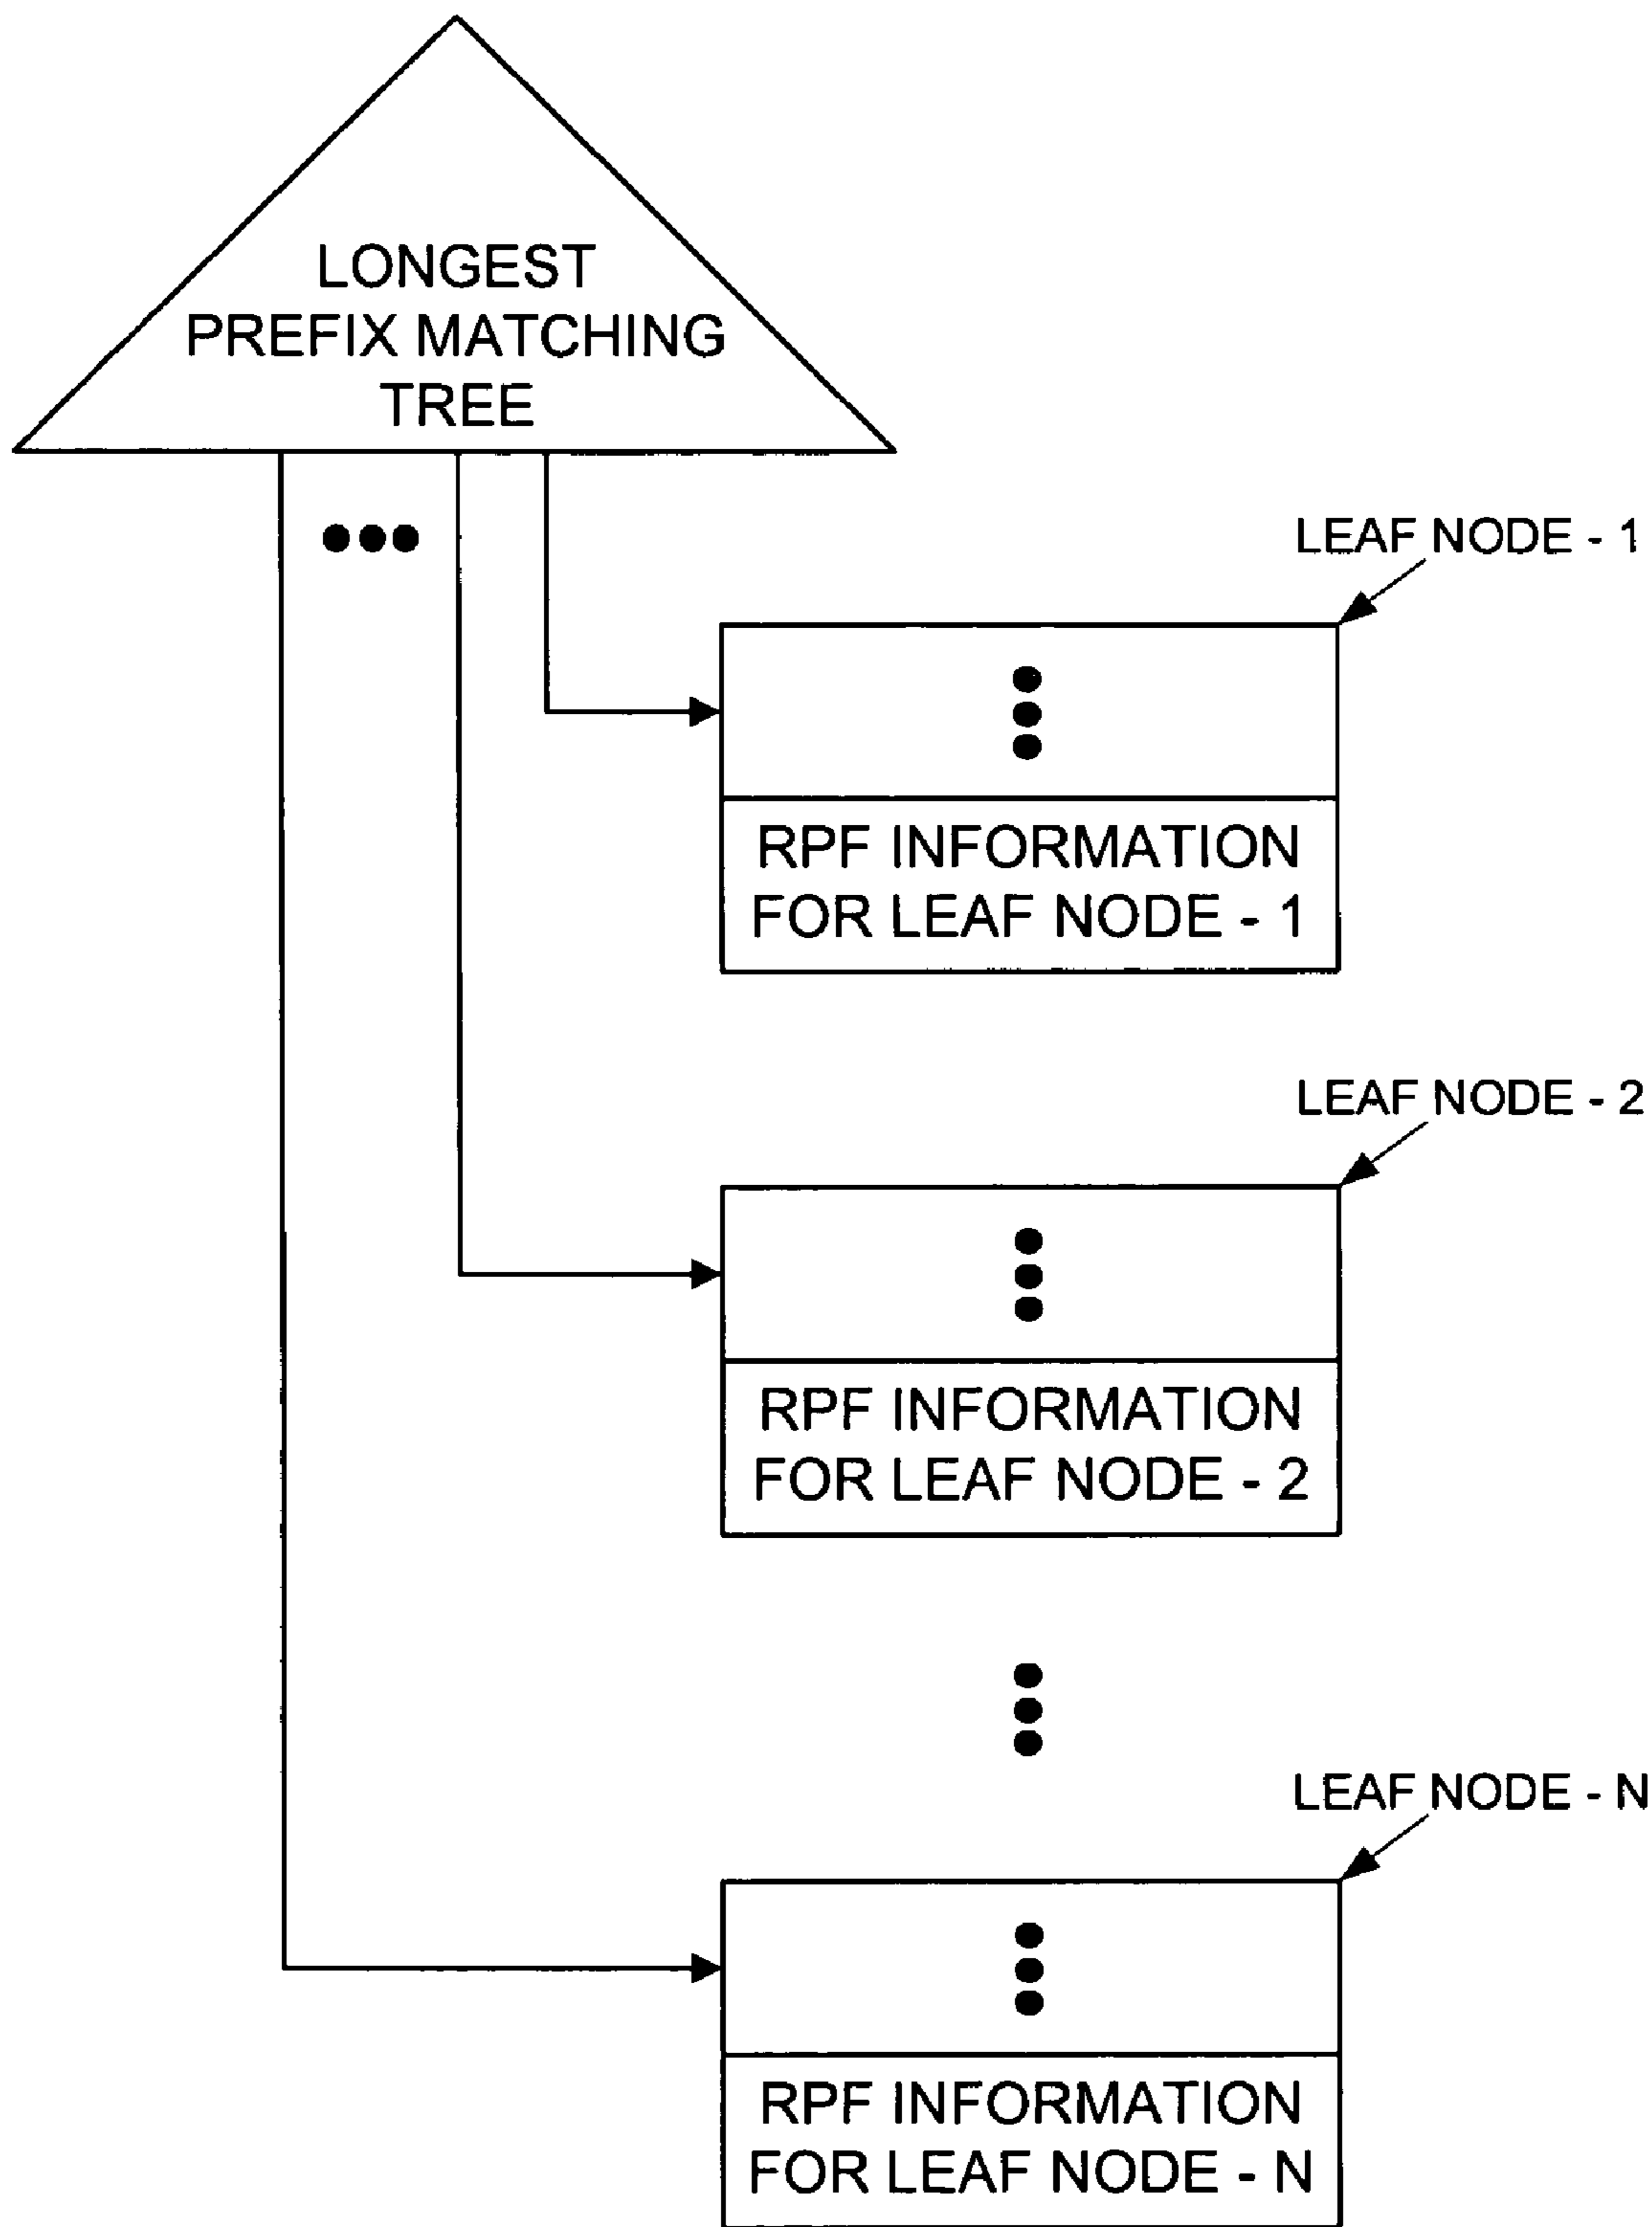 LONGEST
PREFIX MATCHING
TREE
LEAF NODE - 1
RPF INFORMATION
FOR LEAF NODE - 1
LEAF NODE - 2
RPF INFORMATION
FOR LEAF NODE - 2
LEAF NODE - N
RPF INFORMATION
FOR LEAF NODE - N